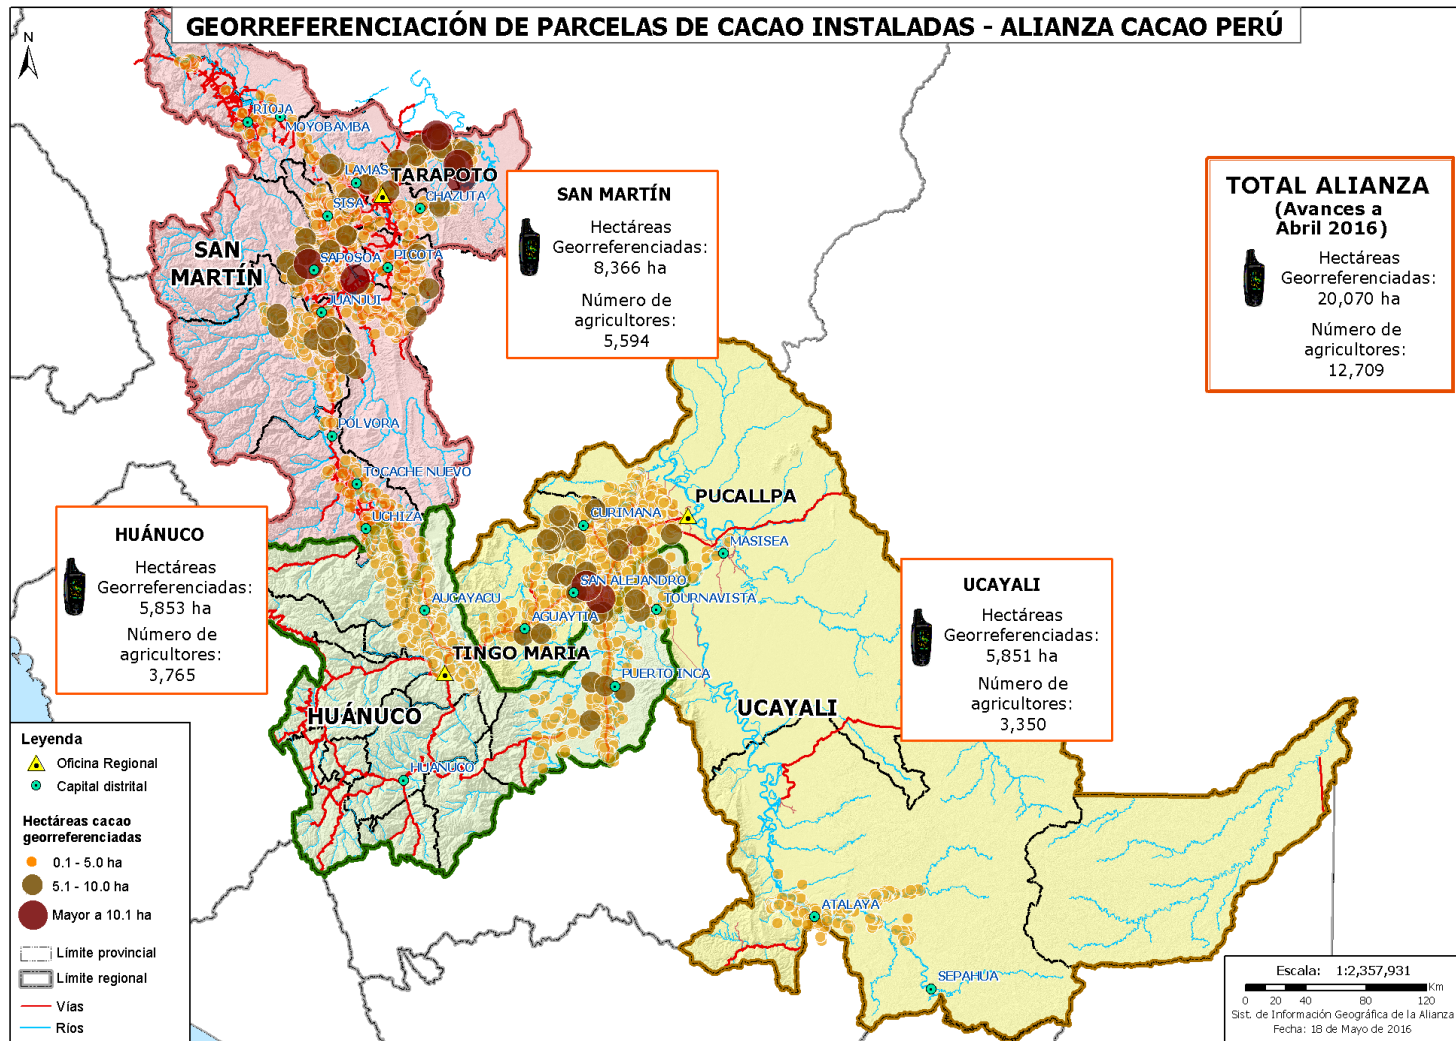 GEORREFERENCIACIÓN DE PARCELAS DE CACAO INSTALADAS - ALIANZA CACAO PERÚ
N
RIOJA
MOYOBAMBA
LAMAS
TARAPOTO
SISA
CHAZUTA
SAN
MARTÍN
SAPOSOA
PICOTA
JUANJUI
POLVORA
TOCACHE NUEVO
UCHIZA
SAN MARTÍN
Hectáreas
Georreferenciadas:
8,366 ha
Número de
agricultores:
5,594
TOTAL ALIANZA
(Avances a
Abril 2016)
Hectáreas
Georreferenciadas:
20,070 ha
Número de
agricultores:
12,709
HUÁNUCO
Hectáreas
Georreferenciadas:
5,853 ha
Número de
agricultores:
3,765
PUCALLPA
CURIMANA
MASISEA
SAN ALEJANDRO
TOURNAVISTA
AUCAYACU
AGUAYTIA
TINGO MARIA
PUERTO INCA
HUÁNUCO
HUANUCO
UCAYALI
UCAYALI
Hectáreas
Georreferenciadas:
5,851 ha
Número de
agricultores:
3,350
ATALAYA
SEPAHUA
Leyenda
Oficina Regional
Capital distrital
Hectáreas cacao
georreferenciadas
0.1 - 5.0 ha
5.1 - 10.0 ha
Mayor a 10.1 ha
Límite provincial
Límite regional
Vías
Ríos
Escala: 1:2,357,931
0 20 40 80 120 Km
Sist. de Información Geográfica de la Alianza
Fecha: 18 de Mayo de 2016